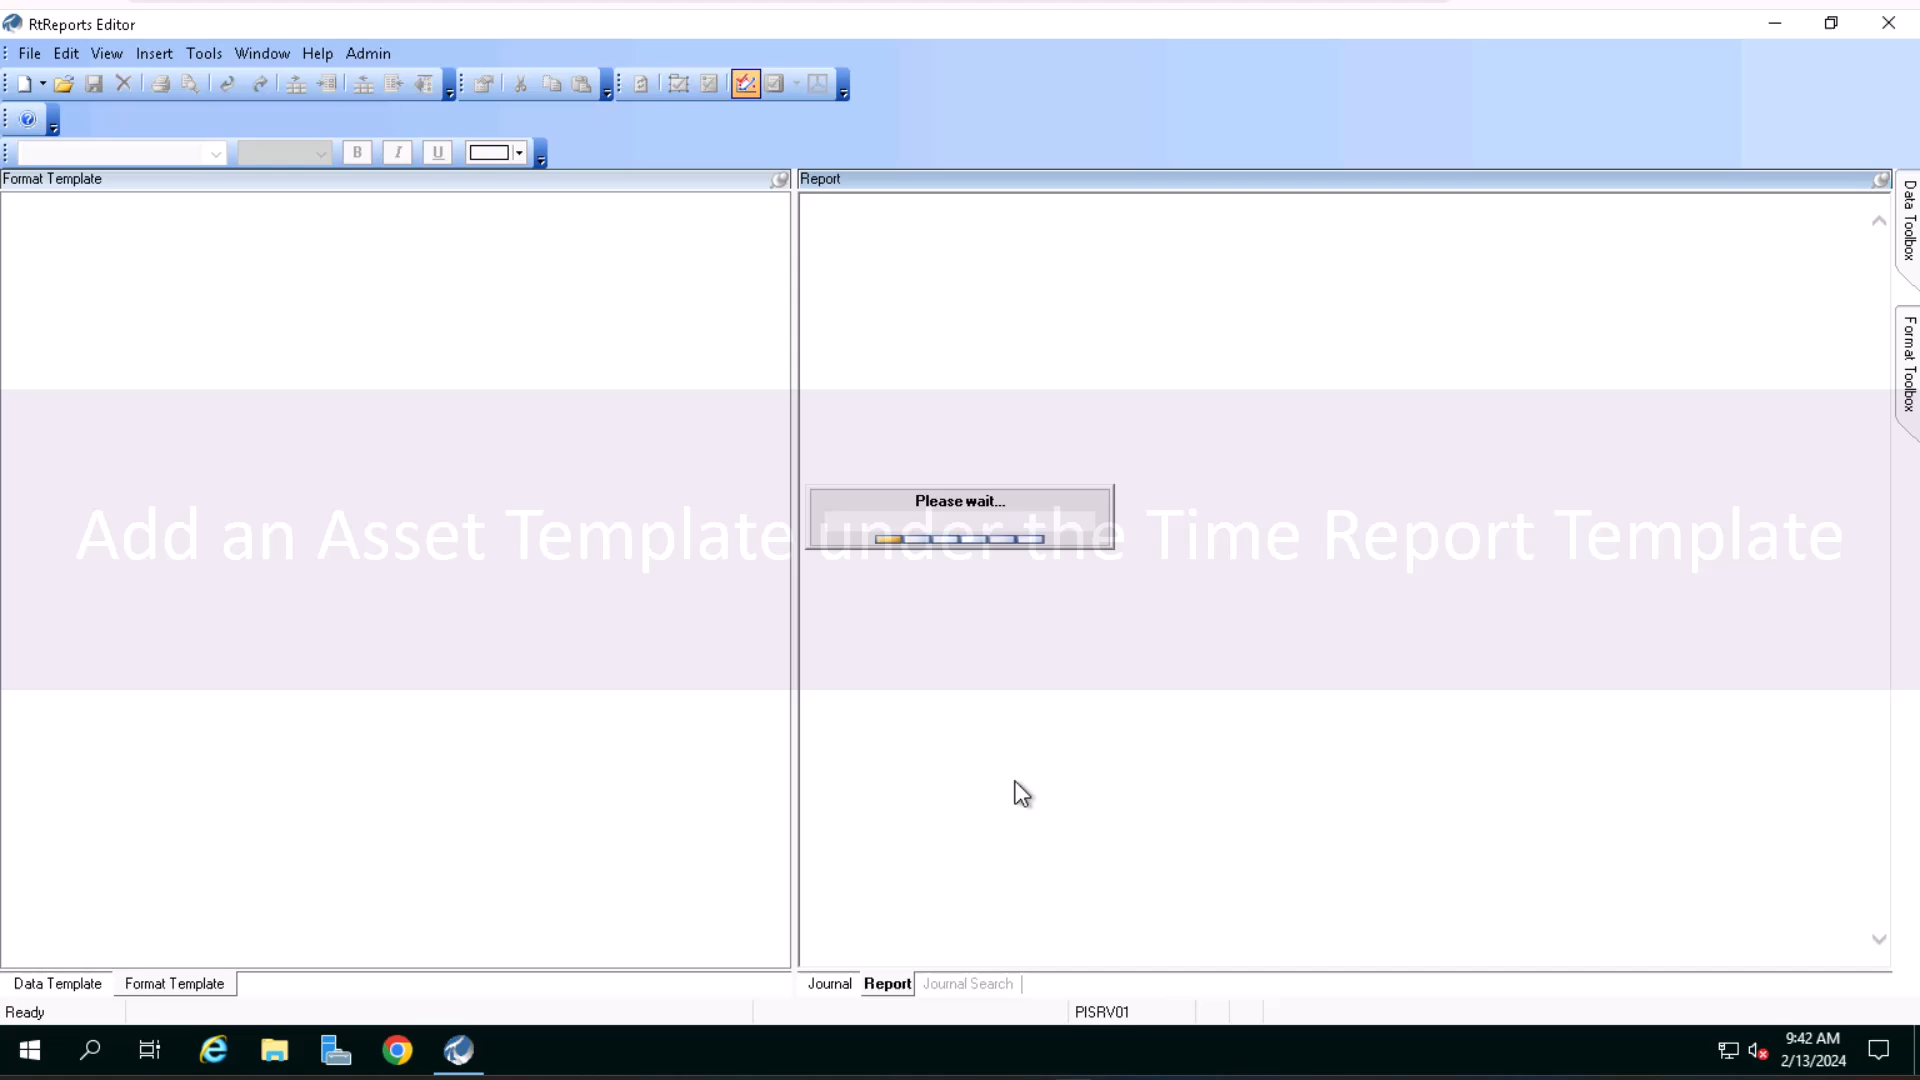 RtReports Editor
File Edit View Insert Tools Window Help Admin
B I U
Format Template
Report
Data Toolbox
Format Toolbox
Please wait...
Add an Asset Template under the Time Report Template
Data Template Format Template
Journal Report Journal Search
Ready
PISRV01
9:42 AM
2/13/2024